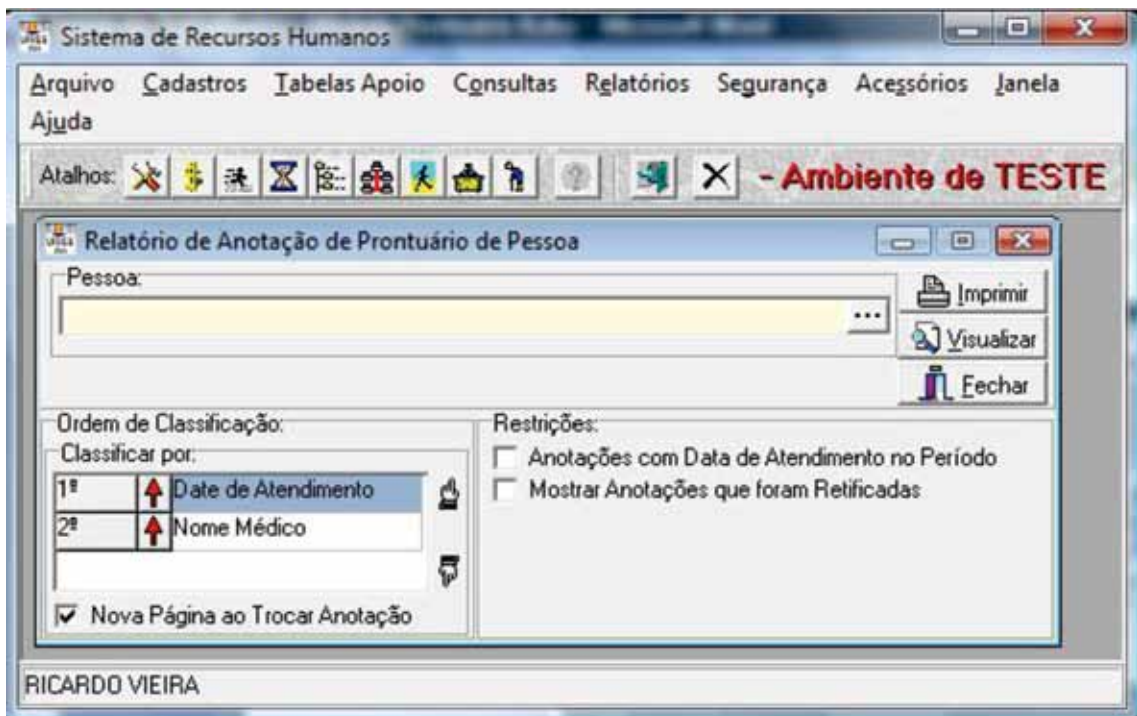 Sistema de Recursos Humanos
Arquivo Cadastros Tabelas Apoio Consultas Relatórios Segurança Acessórios Janela
Ajuda
Atalhos: - Ambiente de TESTE
Relatório de Anotação de Prontuário de Pessoa
Pessoa:
...
Imprimir
Visualizar
Fechar
Ordem de Classificação:
Classificar por:
1º Date de Atendimento
2º Nome Médico
Nova Página ao Trocar Anotação
Restrições:
Anotações com Data de Atendimento no Período
Mostrar Anotações que foram Retificadas
RICARDO VIEIRA